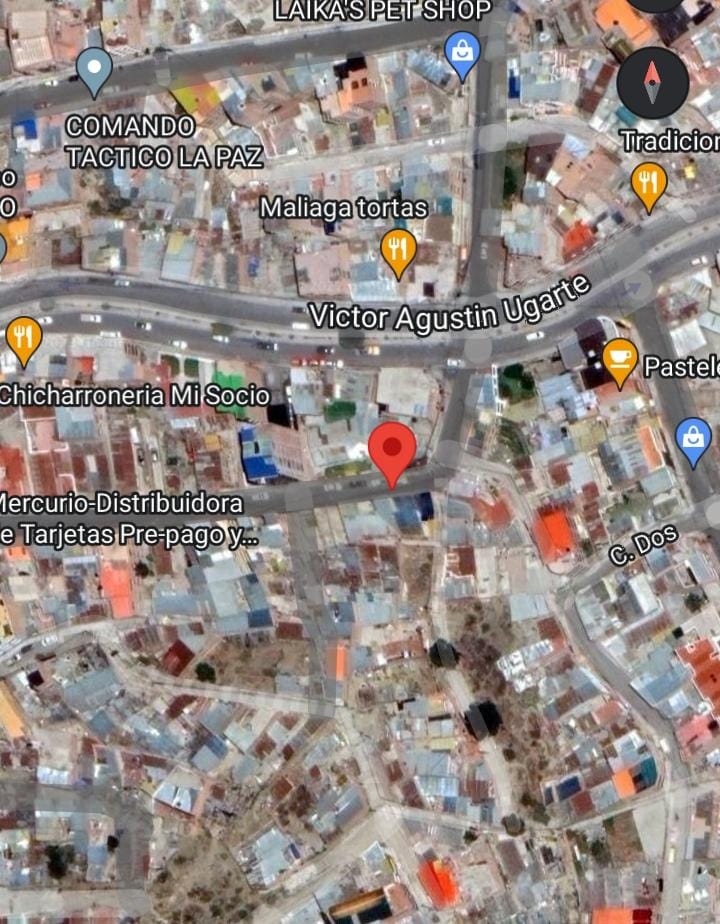 LAIKA'S PET SHOP
COMANDO
TACTICO LA PAZ
Tradicion
o
O
Maliaga tortas
Victor Agustin Ugarte
Pastele
Chicharroneria Mi Socio
Mercurio-Distribuidora
e Tarjetas Pre-pago y...
C. Dos